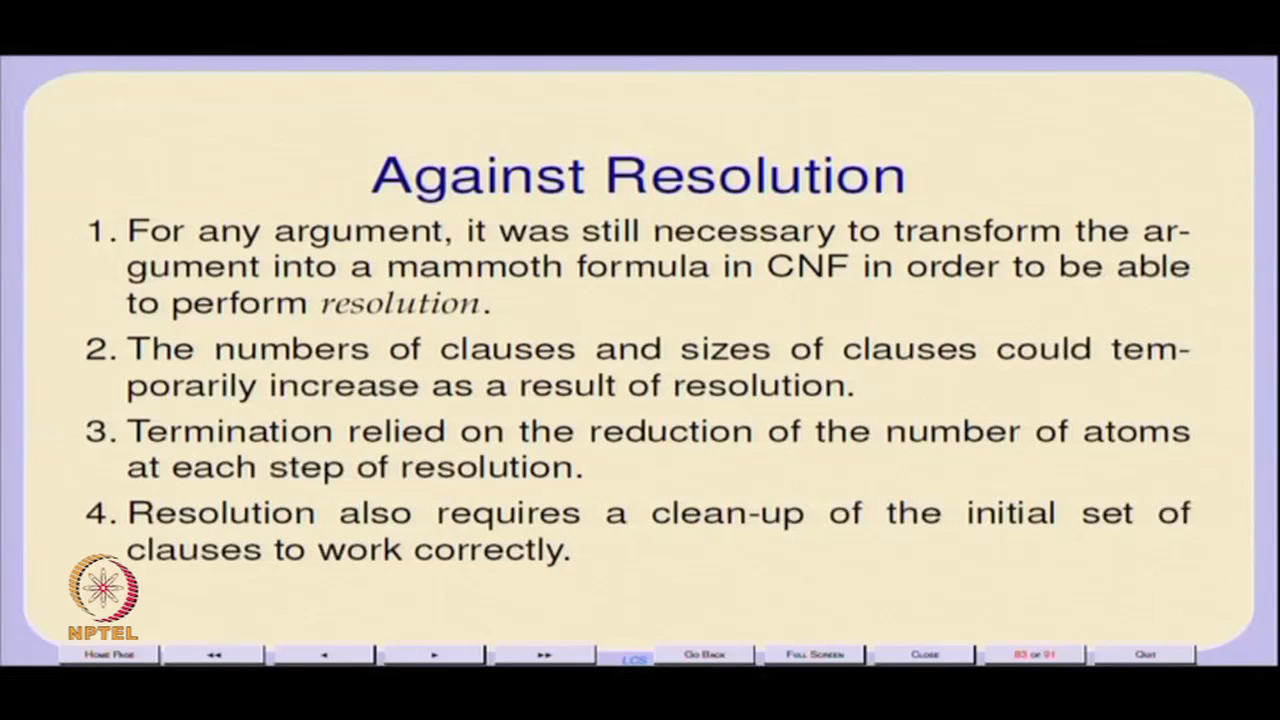 Against Resolution
1. For any argument, it was still necessary to transform the ar-
gument into a mammoth formula in CNF in order to be able
to perform resolution.
2. The numbers of clauses and sizes of clauses could tem-
porarily increase as a result of resolution.
3. Termination relied on the reduction of the number of atoms
at each step of resolution.
4. Resolution also requires a clean-up of the initial set of
clauses to work correctly.
NPTEL
Home Page ◄◄ ◄ ► ►► LCS Go Back Full Screen Close 83 of 91 Quit